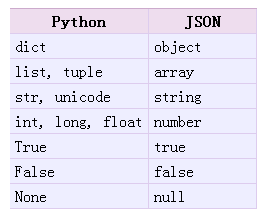 Python JSON
dict object
list, tuple array
str, unicode string
int, long, float number
True true
False false
None null